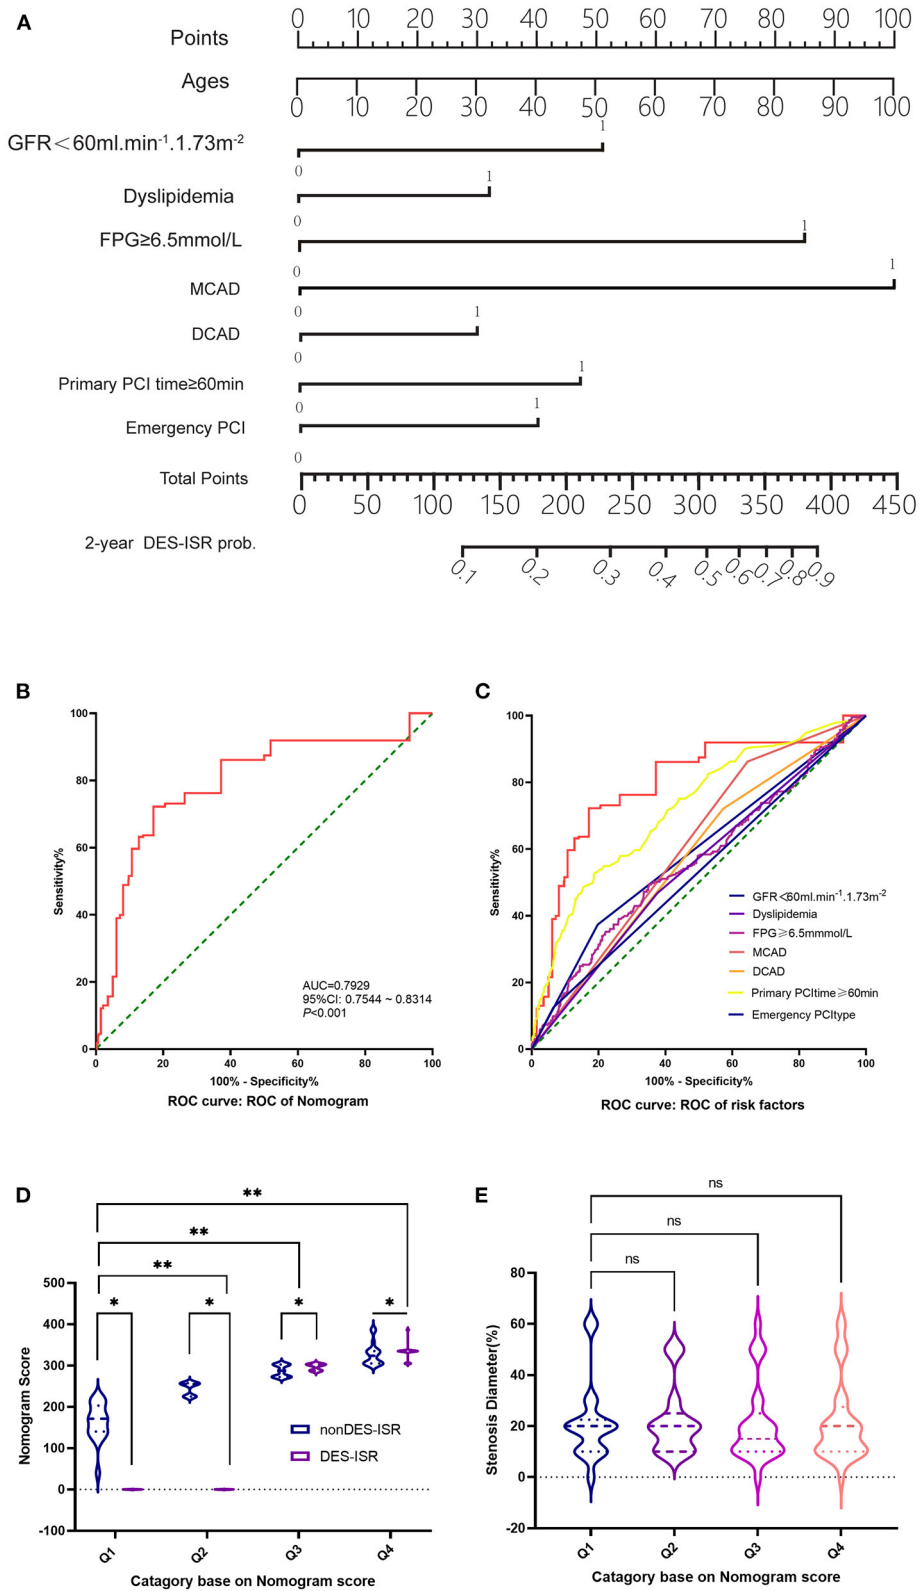 A
Points
0 10 20 30 40 50 60 70 80 90 100
Ages
0 10 20 30 40 50 60 70 80 90 100
GFR＜60ml.min-1.1.73m-2
1
0
Dyslipidemia
1
0
FPG≥6.5mmol/L
1
0
MCAD
1
0
DCAD
1
0
Primary PCI time≥60min
1
0
Emergency PCI
1
0
Total Points
0 50 100 150 200 250 300 350 400 450
2-year DES-ISR prob.
0.1 0.2 0.3 0.4 0.5 0.6 0.7 0.8 0.9
B
100
80
60
40
20
0
Sensitivity%
AUC=0.7929
95%CI: 0.7544 ~ 0.8314
P<0.001
0 20 40 60 80 100
100% - Specificity%
ROC curve: ROC of Nomogram
C
100
80
60
40
20
0
Sensitivity%
GFR<60ml.min-1.1.73m-2
Dyslipidemia
FPG≥6.5mmmol/L
MCAD
DCAD
Primary PCItime≥60min
Emergency PCItype
0 20 40 60 80 100
100% - Specificity%
ROC curve: ROC of risk factors
D
**
**
**
* * * *
500
400
300
200
100
0
-100
Nomogram Score
nonDES-ISR
DES-ISR
Q1 Q2 Q3 Q4
Catagory base on Nomogram score
E
ns
ns
ns
80
60
40
20
0
-20
Stenosis Diameter(%)
Q1 Q2 Q3 Q4
Catagory base on Nomogram score